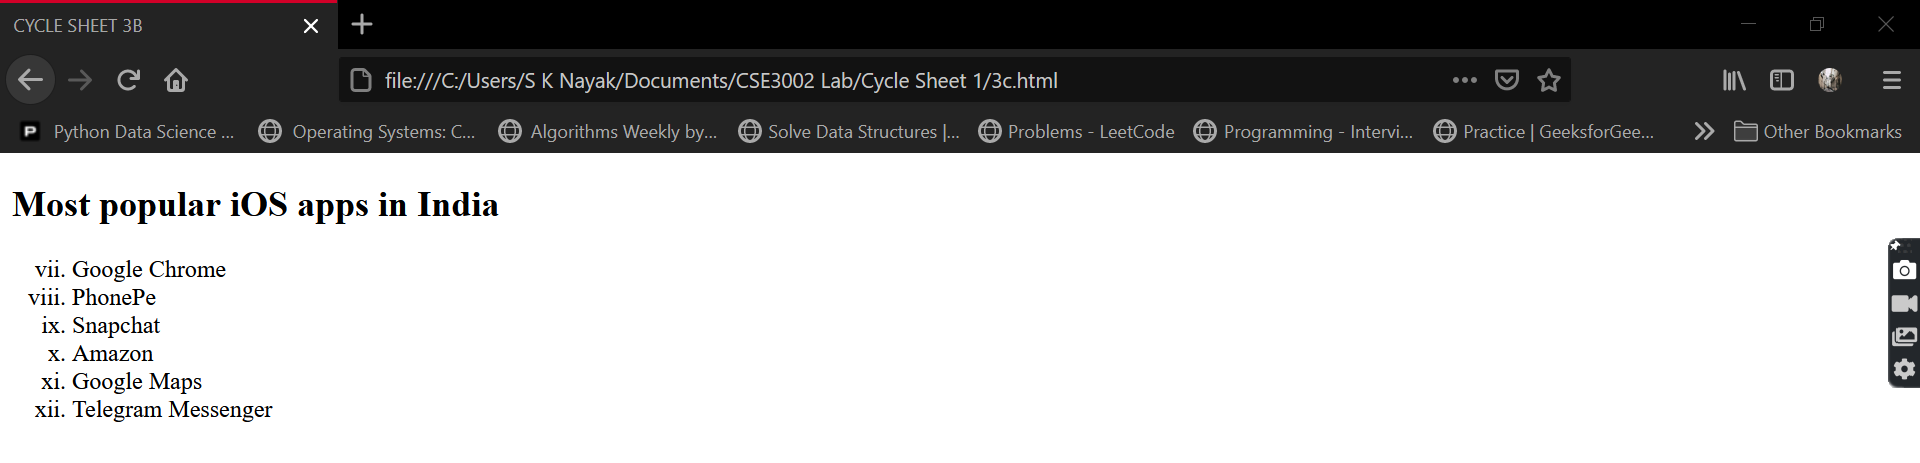 CYCLE SHEET 3B
file:///C:/Users/S K Nayak/Documents/CSE3002 Lab/Cycle Sheet 1/3c.html
P Python Data Science ... Operating Systems: C... Algorithms Weekly by... Solve Data Structures |... Problems - LeetCode Programming - Intervi... Practice | GeeksforGee... Other Bookmarks
Most popular iOS apps in India
vii. Google Chrome
viii. PhonePe
ix. Snapchat
x. Amazon
xi. Google Maps
xii. Telegram Messenger